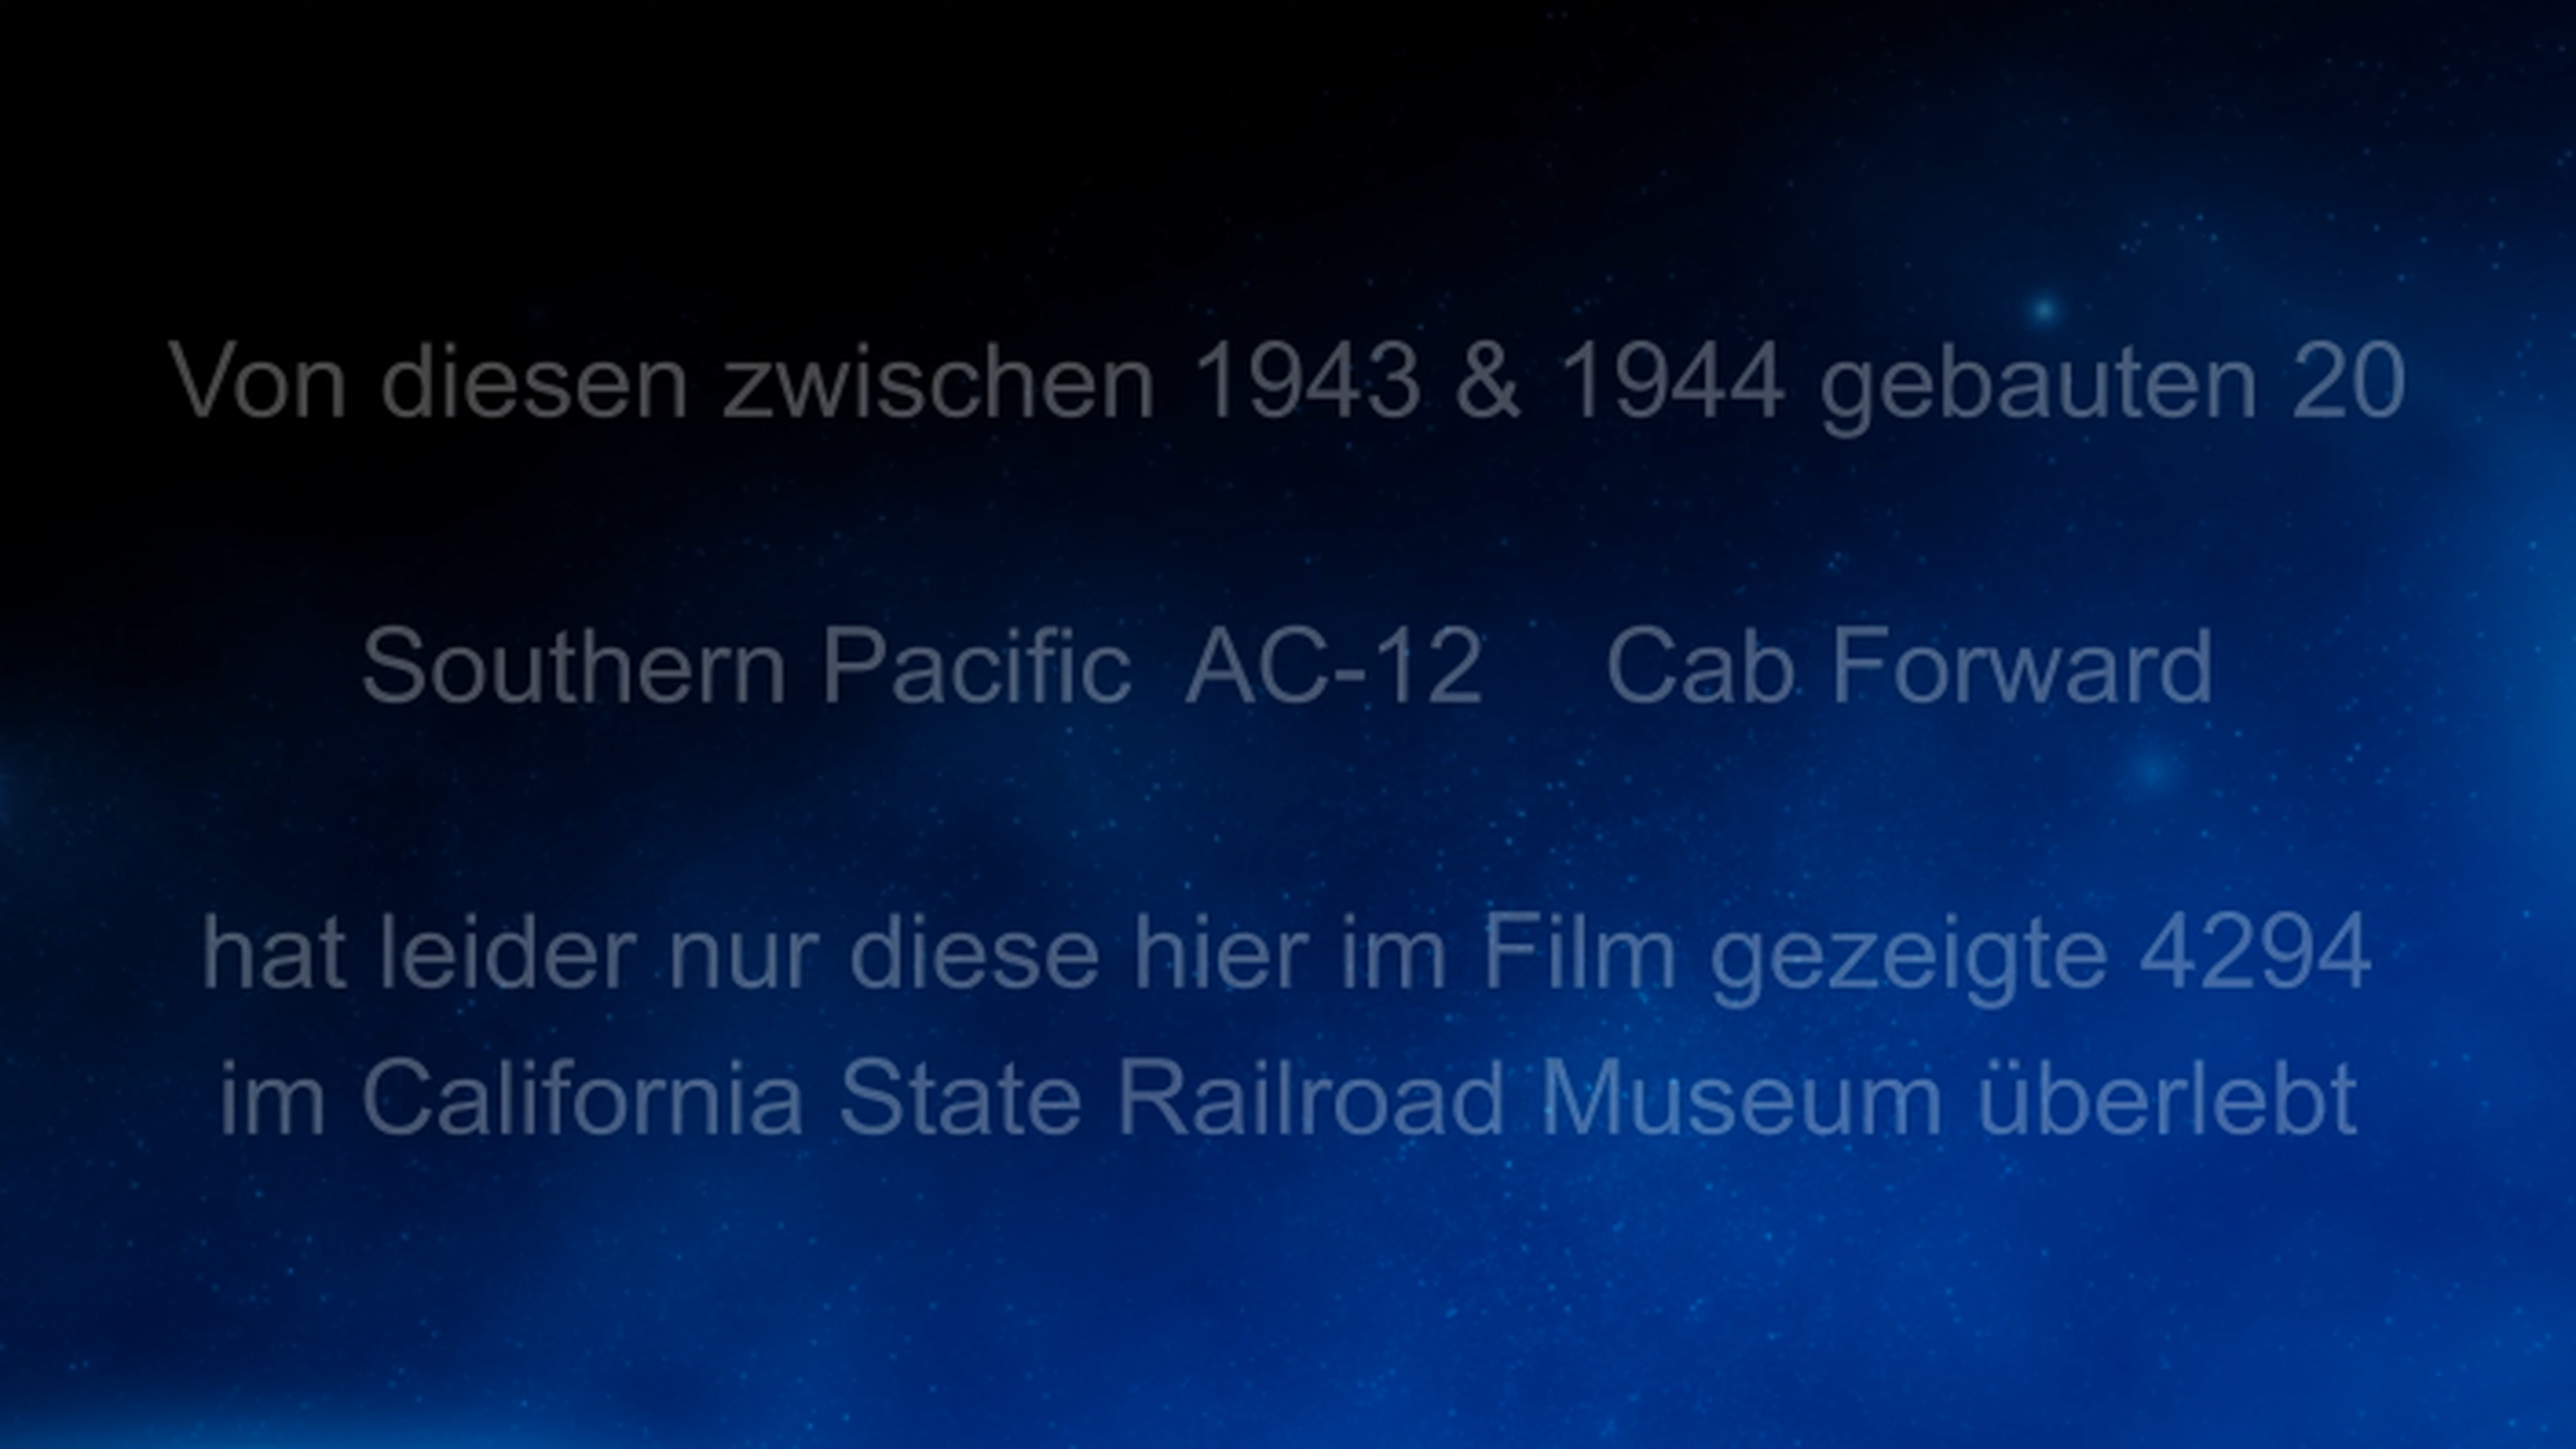 Von diesen zwischen 1943 & 1944 gebauten 20
Southern Pacific  AC-12    Cab Forward
hat leider nur diese hier im Film gezeigte 4294
im California State Railroad Museum überlebt